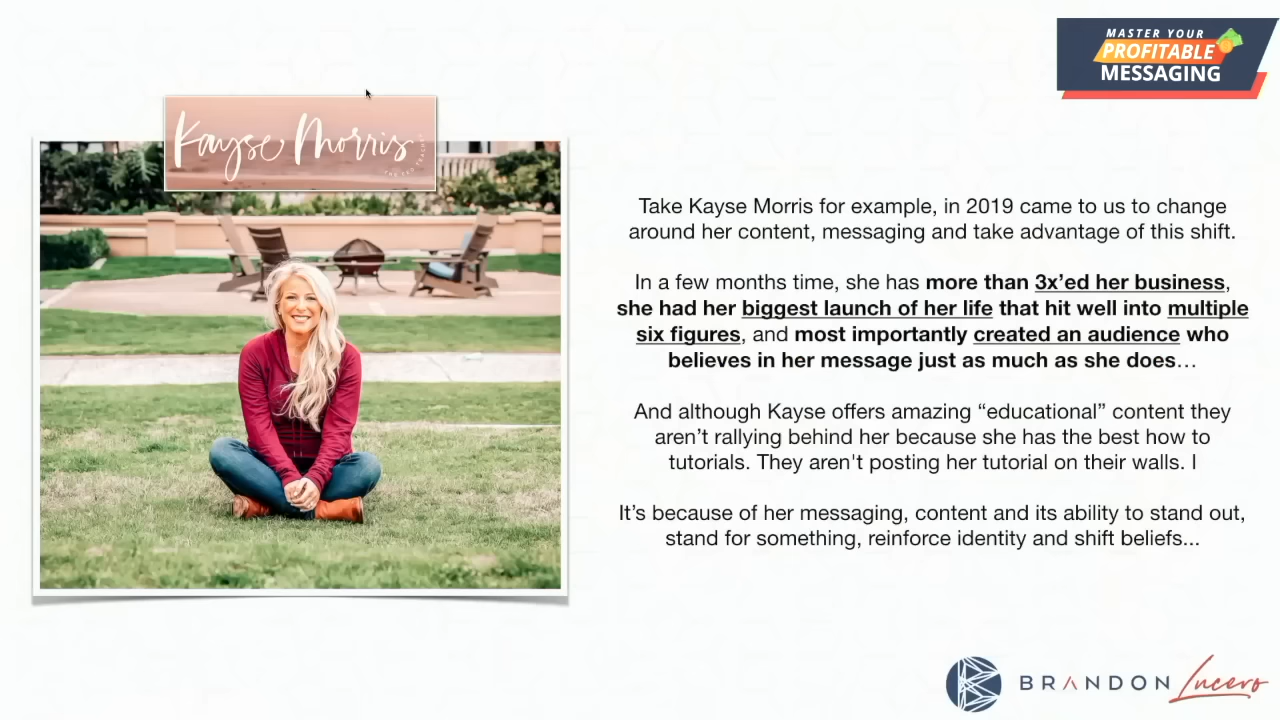 MASTER YOUR
PROFITABLE
MESSAGING
Kayse Morris
Take Kayse Morris for example, in 2019 came to us to change
around her content, messaging and take advantage of this shift.
In a few months time, she has more than 3x’ed her business,
she had her biggest launch of her life that hit well into multiple
six figures, and most importantly created an audience who
believes in her message just as much as she does…
And although Kayse offers amazing “educational” content they
aren’t rallying behind her because she has the best how to
tutorials. They aren't posting her tutorial on their walls. I
It’s because of her messaging, content and its ability to stand out,
stand for something, reinforce identity and shift beliefs...
BRANDON Lucero